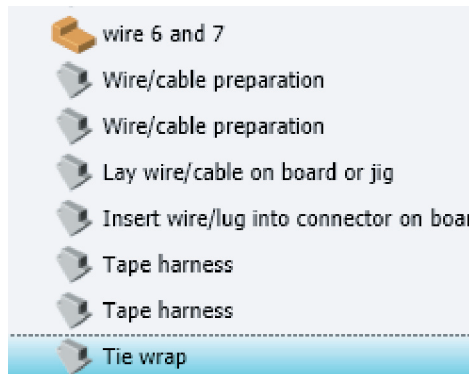 wire 6 and 7
Wire/cable preparation
Wire/cable preparation
Lay wire/cable on board or jig
Insert wire/lug into connector on boar
Tape harness
Tape harness
Tie wrap